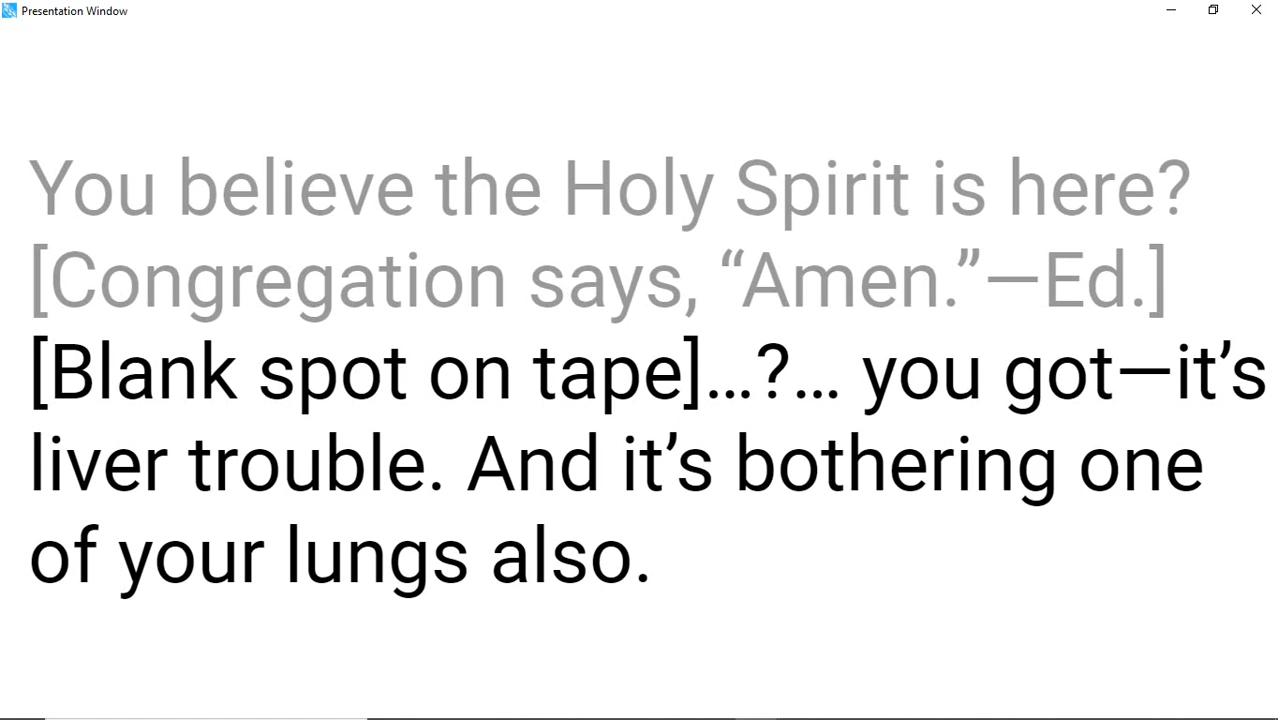 Presentation Window
You believe the Holy Spirit is here?
[Congregation says, “Amen.”—Ed.]
[Blank spot on tape]…?… you got—it’s
liver trouble. And it’s bothering one
of your lungs also.